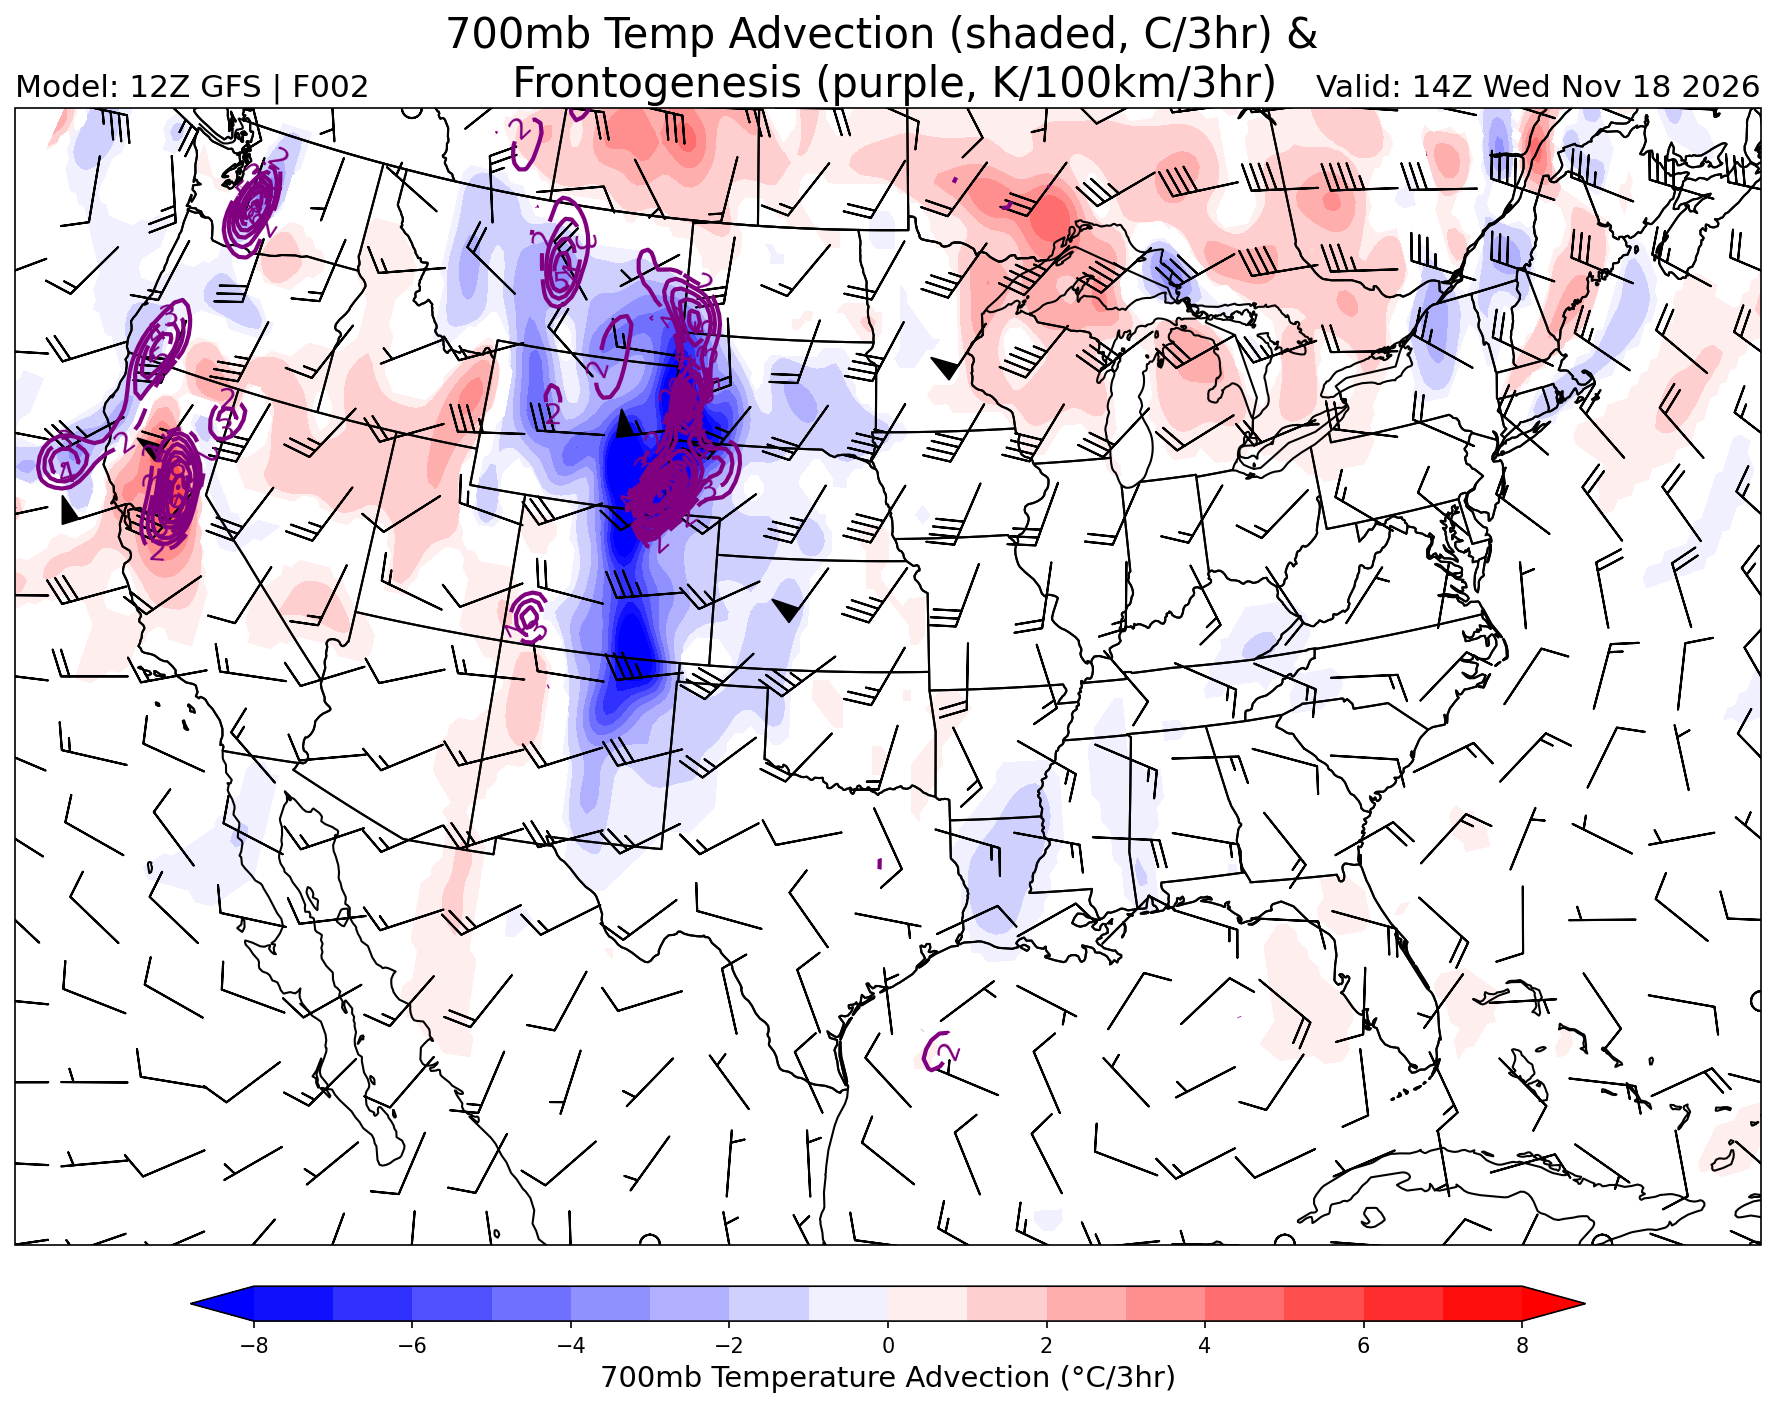 700mb Temp Advection (shaded, C/3hr) &
Frontogenesis (purple, K/100km/3hr)
Model: 12Z GFS | F002
Valid: 14Z Wed Nov 18 2026
−8 −6 −4 −2 0 2 4 6 8
700mb Temperature Advection (°C/3hr)